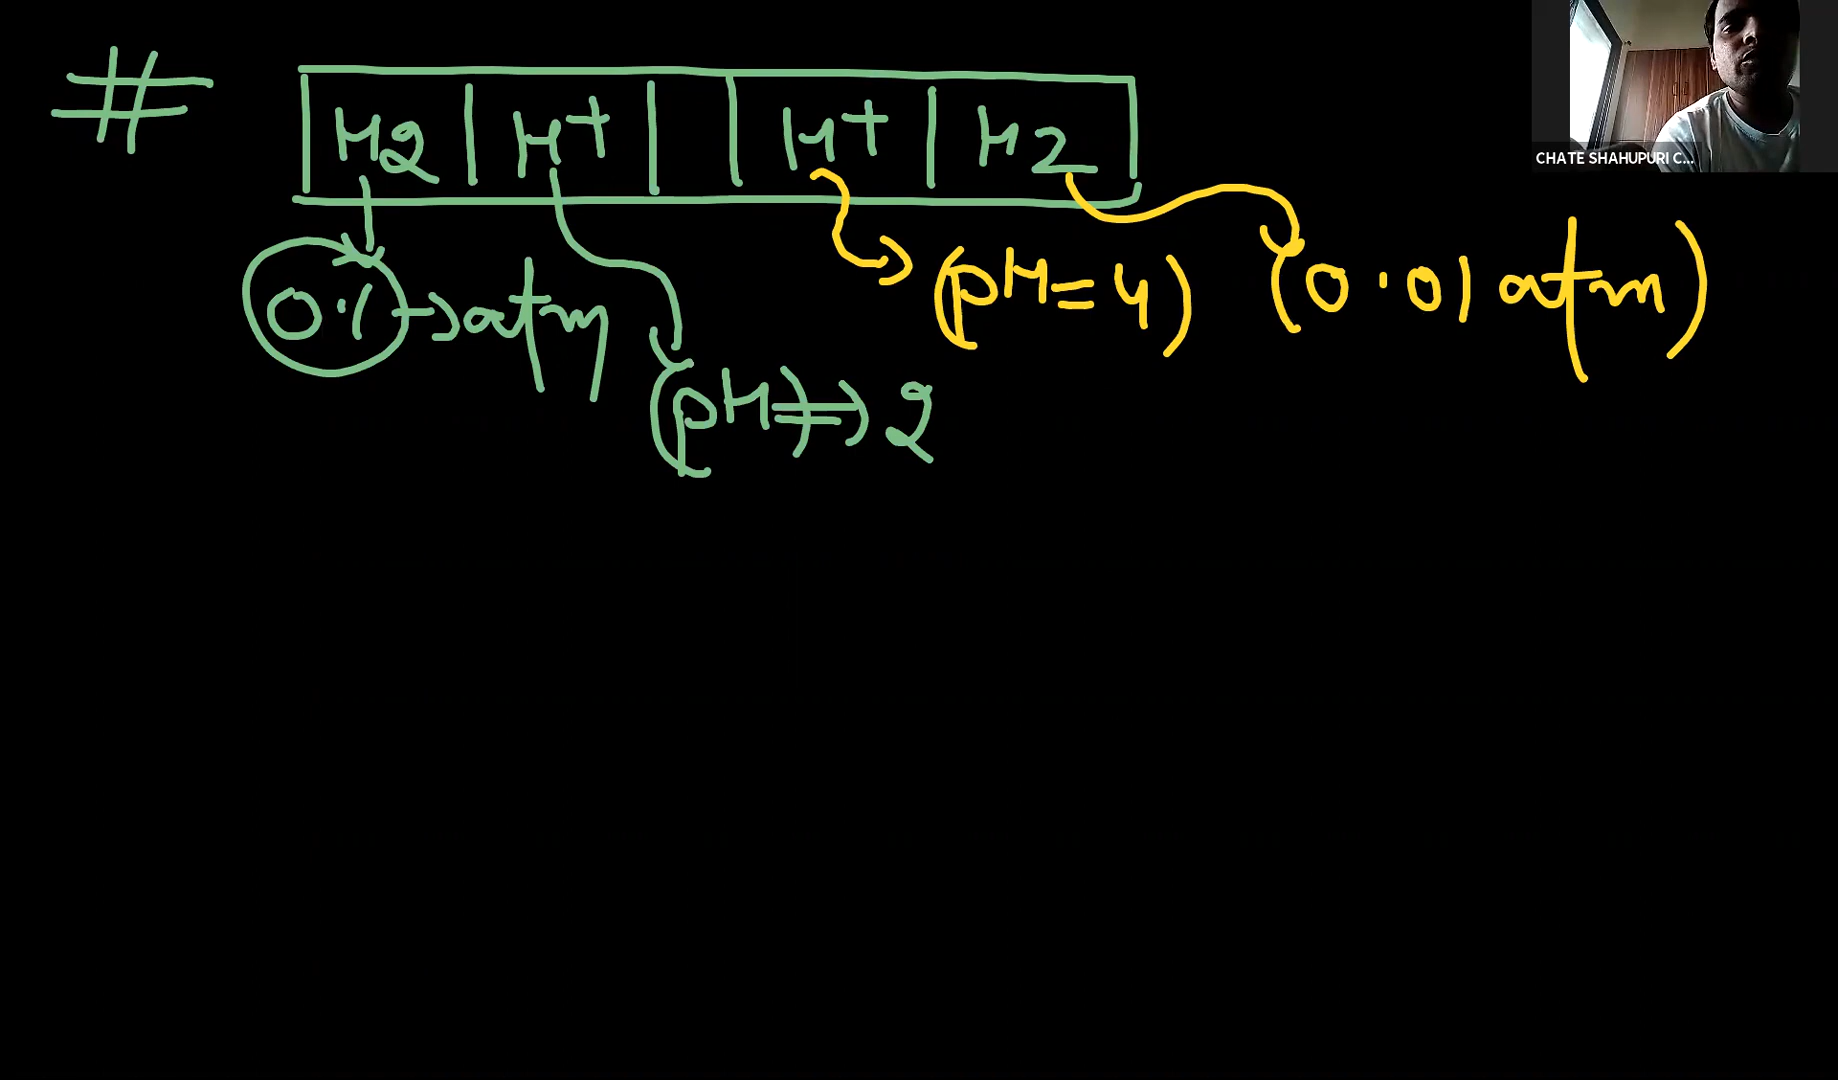 # H2 | H+ | | H+ | H2
CHATE SHAHUPURI C...
0.1 → atm (pH = 4) (0.01 atm)
(pH) ⇒ 2